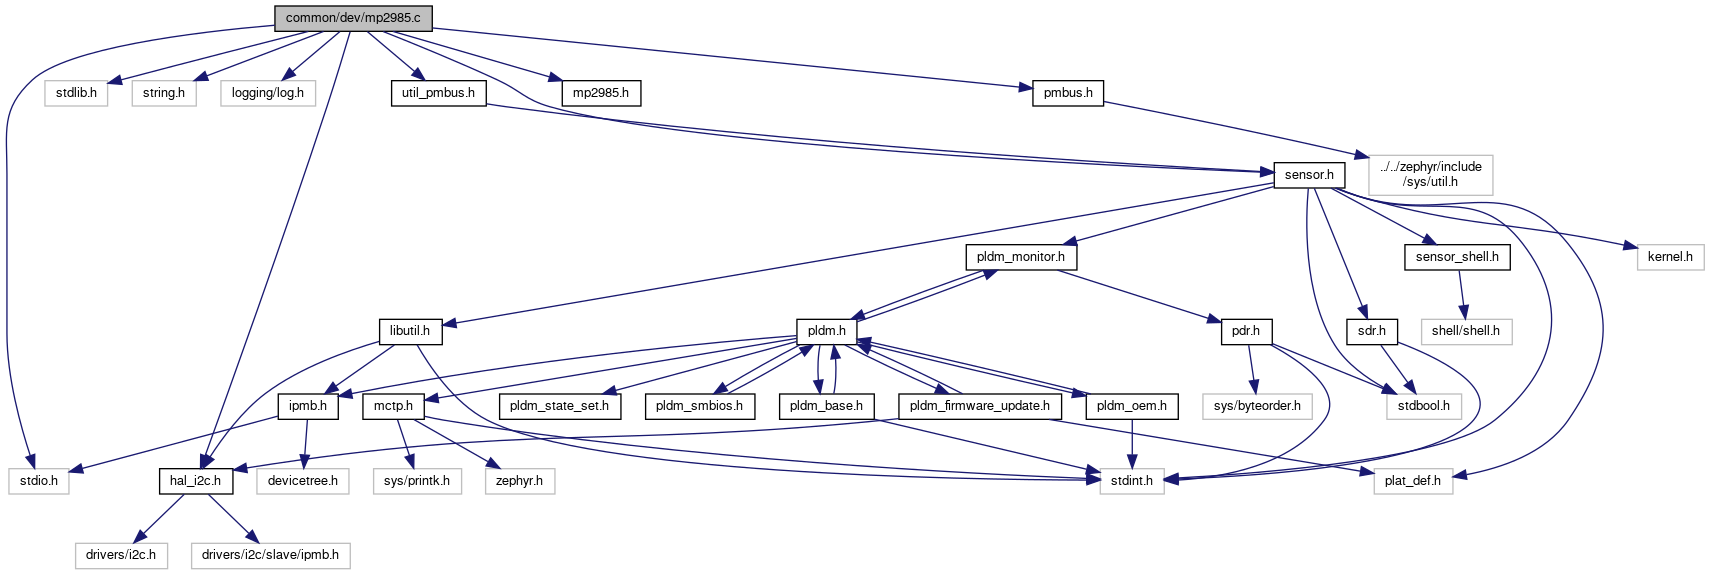 common/dev/mp2985.c
stdlib.h
string.h
logging/log.h
util_pmbus.h
mp2985.h
pmbus.h
sensor.h
../../zephyr/include
/sys/util.h
pldm_monitor.h
sensor_shell.h
kernel.h
libutil.h
pldm.h
pdr.h
sdr.h
shell/shell.h
ipmb.h
mctp.h
pldm_state_set.h
pldm_smbios.h
pldm_base.h
pldm_firmware_update.h
pldm_oem.h
sys/byteorder.h
stdbool.h
stdio.h
hal_i2c.h
devicetree.h
sys/printk.h
zephyr.h
stdint.h
plat_def.h
drivers/i2c.h
drivers/i2c/slave/ipmb.h